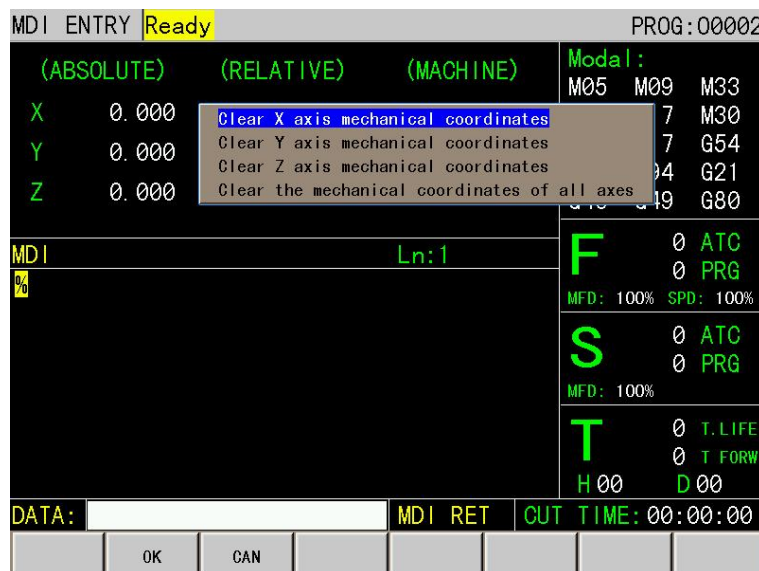 MDI ENTRY Ready PROG:O0002
(ABSOLUTE) (RELATIVE) (MACHINE)
X 0.000
Y 0.000
Z 0.000
Clear X axis mechanical coordinates
Clear Y axis mechanical coordinates
Clear Z axis mechanical coordinates
Clear the mechanical coordinates of all axes
Modal:
M05 M09 M33
7 M30
7 G54
94 G21
G49 G80
MDI Ln:1
%
F 0 ATC
0 PRG
MFD: 100% SPD: 100%
S 0 ATC
0 PRG
MFD: 100%
T 0 T.LIFE
0 T FORW
H 00 D 00
DATA: MDI RET CUT TIME: 00:00:00
OK CAN